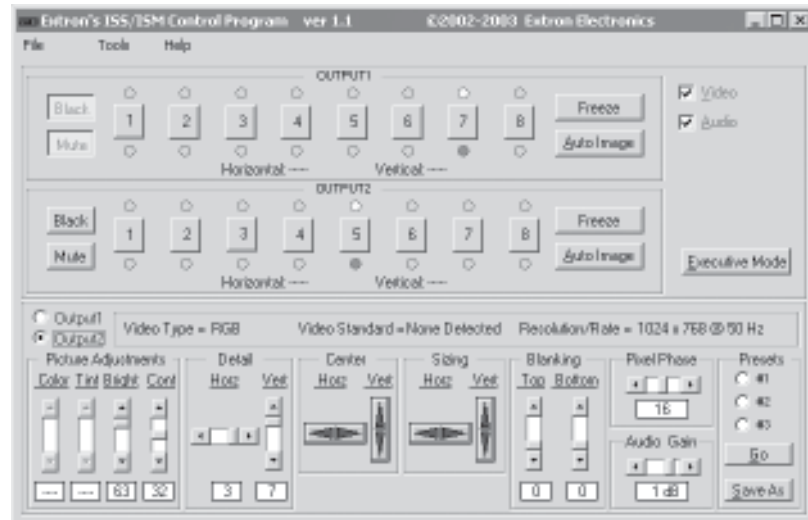 Extron's ISS/ISM Control Program ver 1.1 ©2002-2003 Extron Electronics
File Tools Help
OUTPUT1
Black 1 2 3 4 5 6 7 8 Freeze
Mute Auto Image
Horizontal: ---- Vertical: ----
Video
Audio
OUTPUT2
Black 1 2 3 4 5 6 7 8 Freeze
Mute Auto Image
Horizontal: ---- Vertical: ----
Executive Mode
Output1
Output2
Video Type = RGB Video Standard =None Detected Resolution/Rate = 1024 x 768 @ 50 Hz
Picture Adjustments Detail Center Sizing Blanking Pixel Phase Presets
Color Tint Bright Cont Horz Vert Horz Vert Horz Vert Top Bottom
#1
16 #2
#3
Audio Gain
Go
--- --- 63 32 3 7 0 0 1 dB Save As